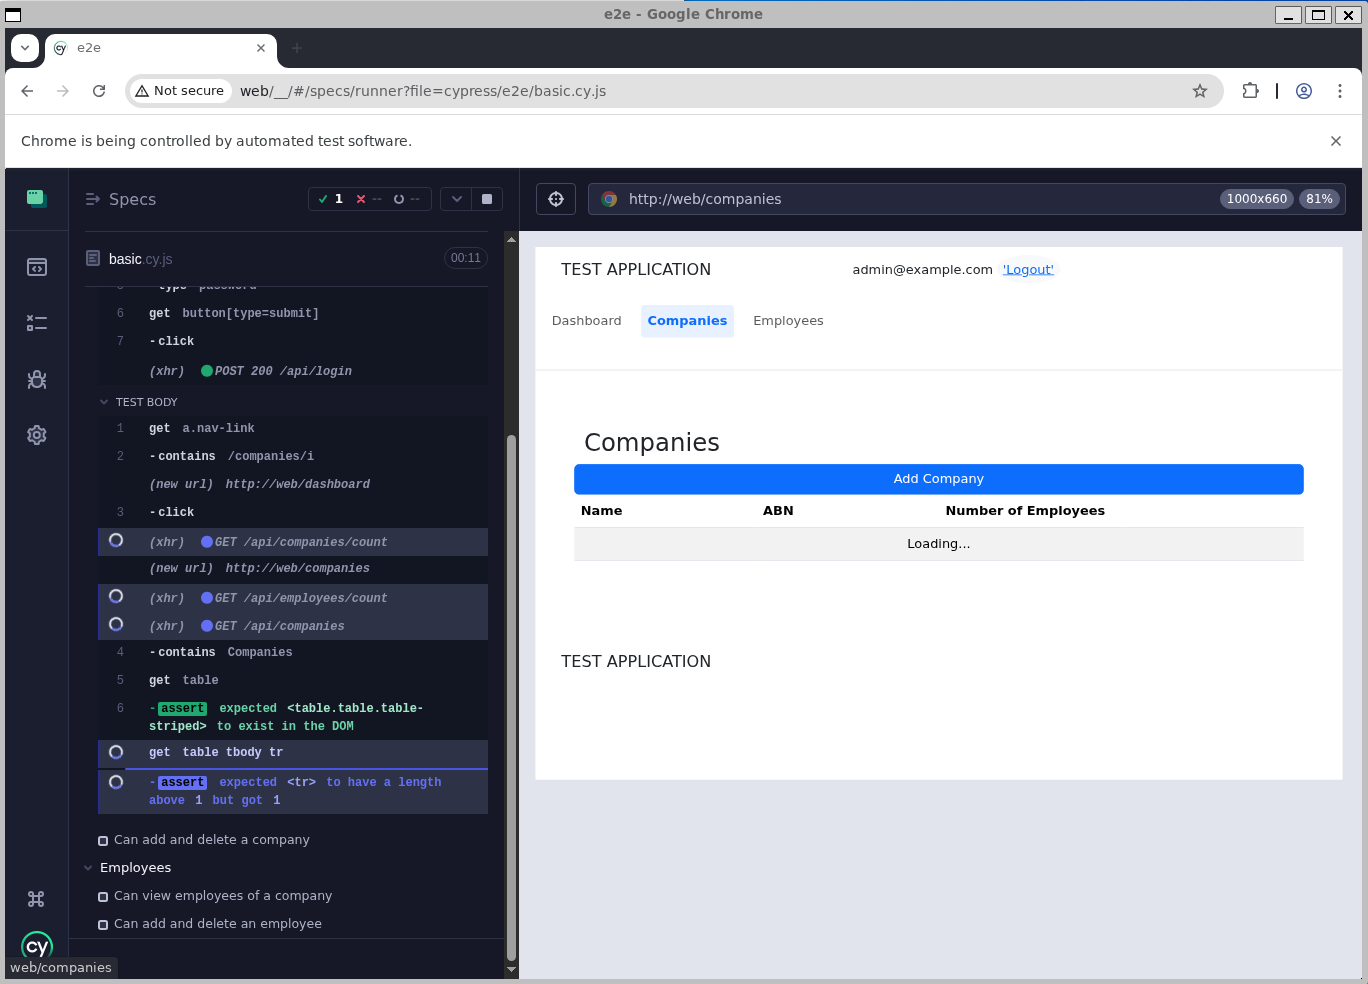 e2e - Google Chrome
e2e
Not secure web/__/#/specs/runner?file=cypress/e2e/basic.cy.js
Chrome is being controlled by automated test software.
Specs
1 -- --
http://web/companies 1000x660 81%
basic.cy.js 00:11
-type password
6 get button[type=submit]
7 -click
(xhr) POST 200 /api/login
TEST BODY
1 get a.nav-link
2 -contains /companies/i
(new url) http://web/dashboard
3 -click
(xhr) GET /api/companies/count
(new url) http://web/companies
(xhr) GET /api/employees/count
(xhr) GET /api/companies
4 -contains Companies
5 get table
6 -assert expected <table.table.table-
striped> to exist in the DOM
get table tbody tr
-assert expected <tr> to have a length
above 1 but got 1
Can add and delete a company
Employees
Can view employees of a company
Can add and delete an employee
cy
web/companies
TEST APPLICATION admin@example.com 'Logout'
Dashboard Companies Employees
Companies
Add Company
Name ABN Number of Employees
Loading...
TEST APPLICATION